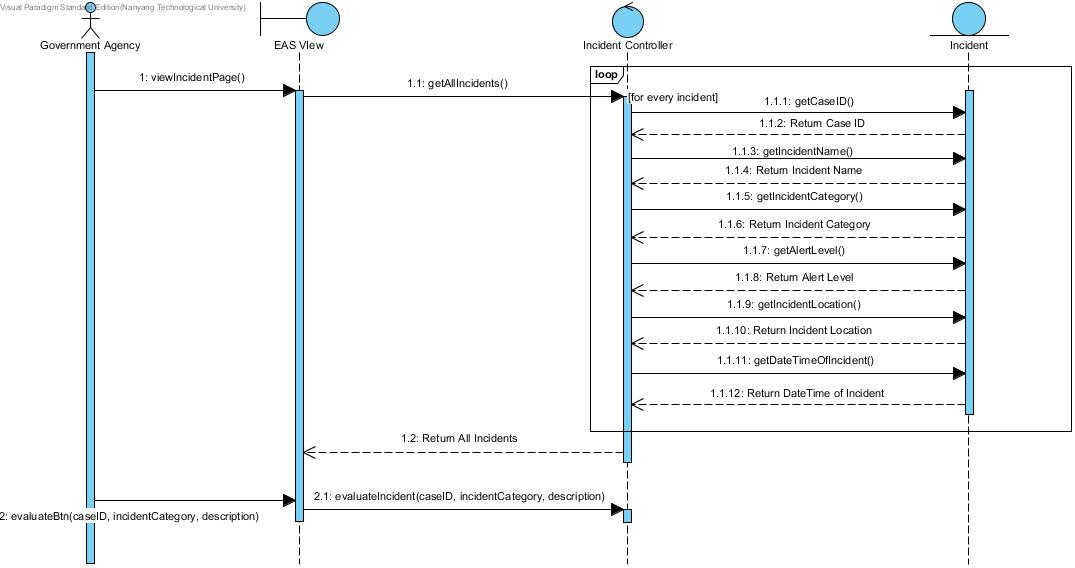 Visual Paradigm Standard Edition(Nanyang Technological University)
Government Agency
EAS VIew
Incident Controller
Incident
loop
[for every incident]
1: viewIncidentPage()
1.1: getAllIncidents()
1.1.1: getCaseID()
1.1.2: Return Case ID
1.1.3: getIncidentName()
1.1.4: Return Incident Name
1.1.5: getIncidentCategory()
1.1.6: Return Incident Category
1.1.7: getAlertLevel()
1.1.8: Return Alert Level
1.1.9: getIncidentLocation()
1.1.10: Return Incident Location
1.1.11: getDateTimeOfIncident()
1.1.12: Return DateTime of Incident
1.2: Return All Incidents
2.1: evaluateIncident(caseID, incidentCategory, description)
2: evaluateBtn(caseID, incidentCategory, description)